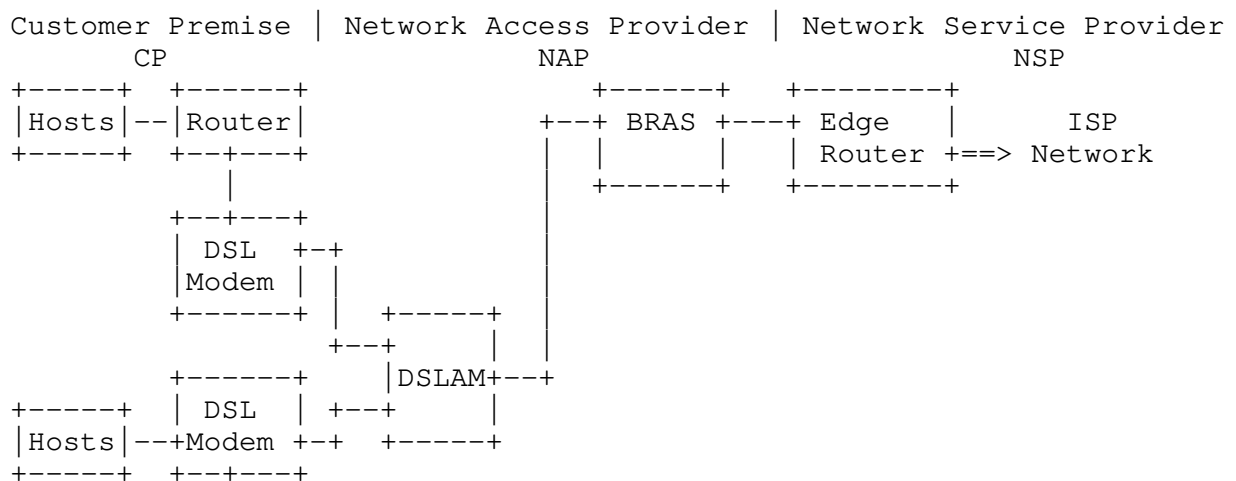 Customer Premise | Network Access Provider | Network Service Provider
CP NAP NSP
+-----+ +------+ +------+ +--------+
|Hosts|--|Router| +--+ BRAS +---+ Edge | ISP
+-----+ +--+---+ | | | | Router +==> Network
| | +------+ +--------+
+--+---+ |
| DSL +-+ |
|Modem | | |
+------+ | +-----+ |
+--+ | |
+------+ |DSLAM+--+
+-----+ | DSL | +--+ |
|Hosts|--+Modem +-+ +-----+
+-----+ +--+---+